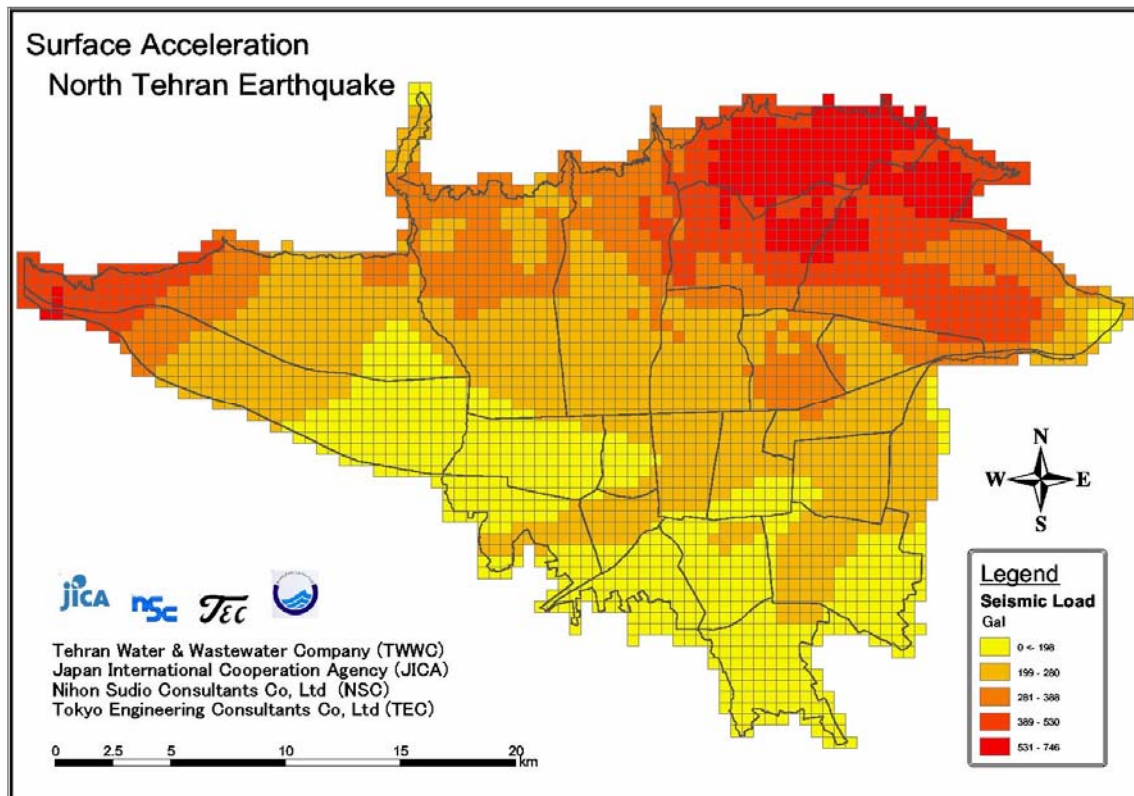 Surface Acceleration
North Tehran Earthquake
N
W E
S
Legend
Seismic Load
Gal
0 <- 198
199 - 280
281 - 388
389 - 530
531 - 746
JICA NSC TEC
Tehran Water & Wastewater Company (TWWC)
Japan International Cooperation Agency (JICA)
Nihon Sudio Consultants Co, Ltd (NSC)
Tokyo Engineering Consultants Co, Ltd (TEC)
0 2.5 5 10 15 20
km